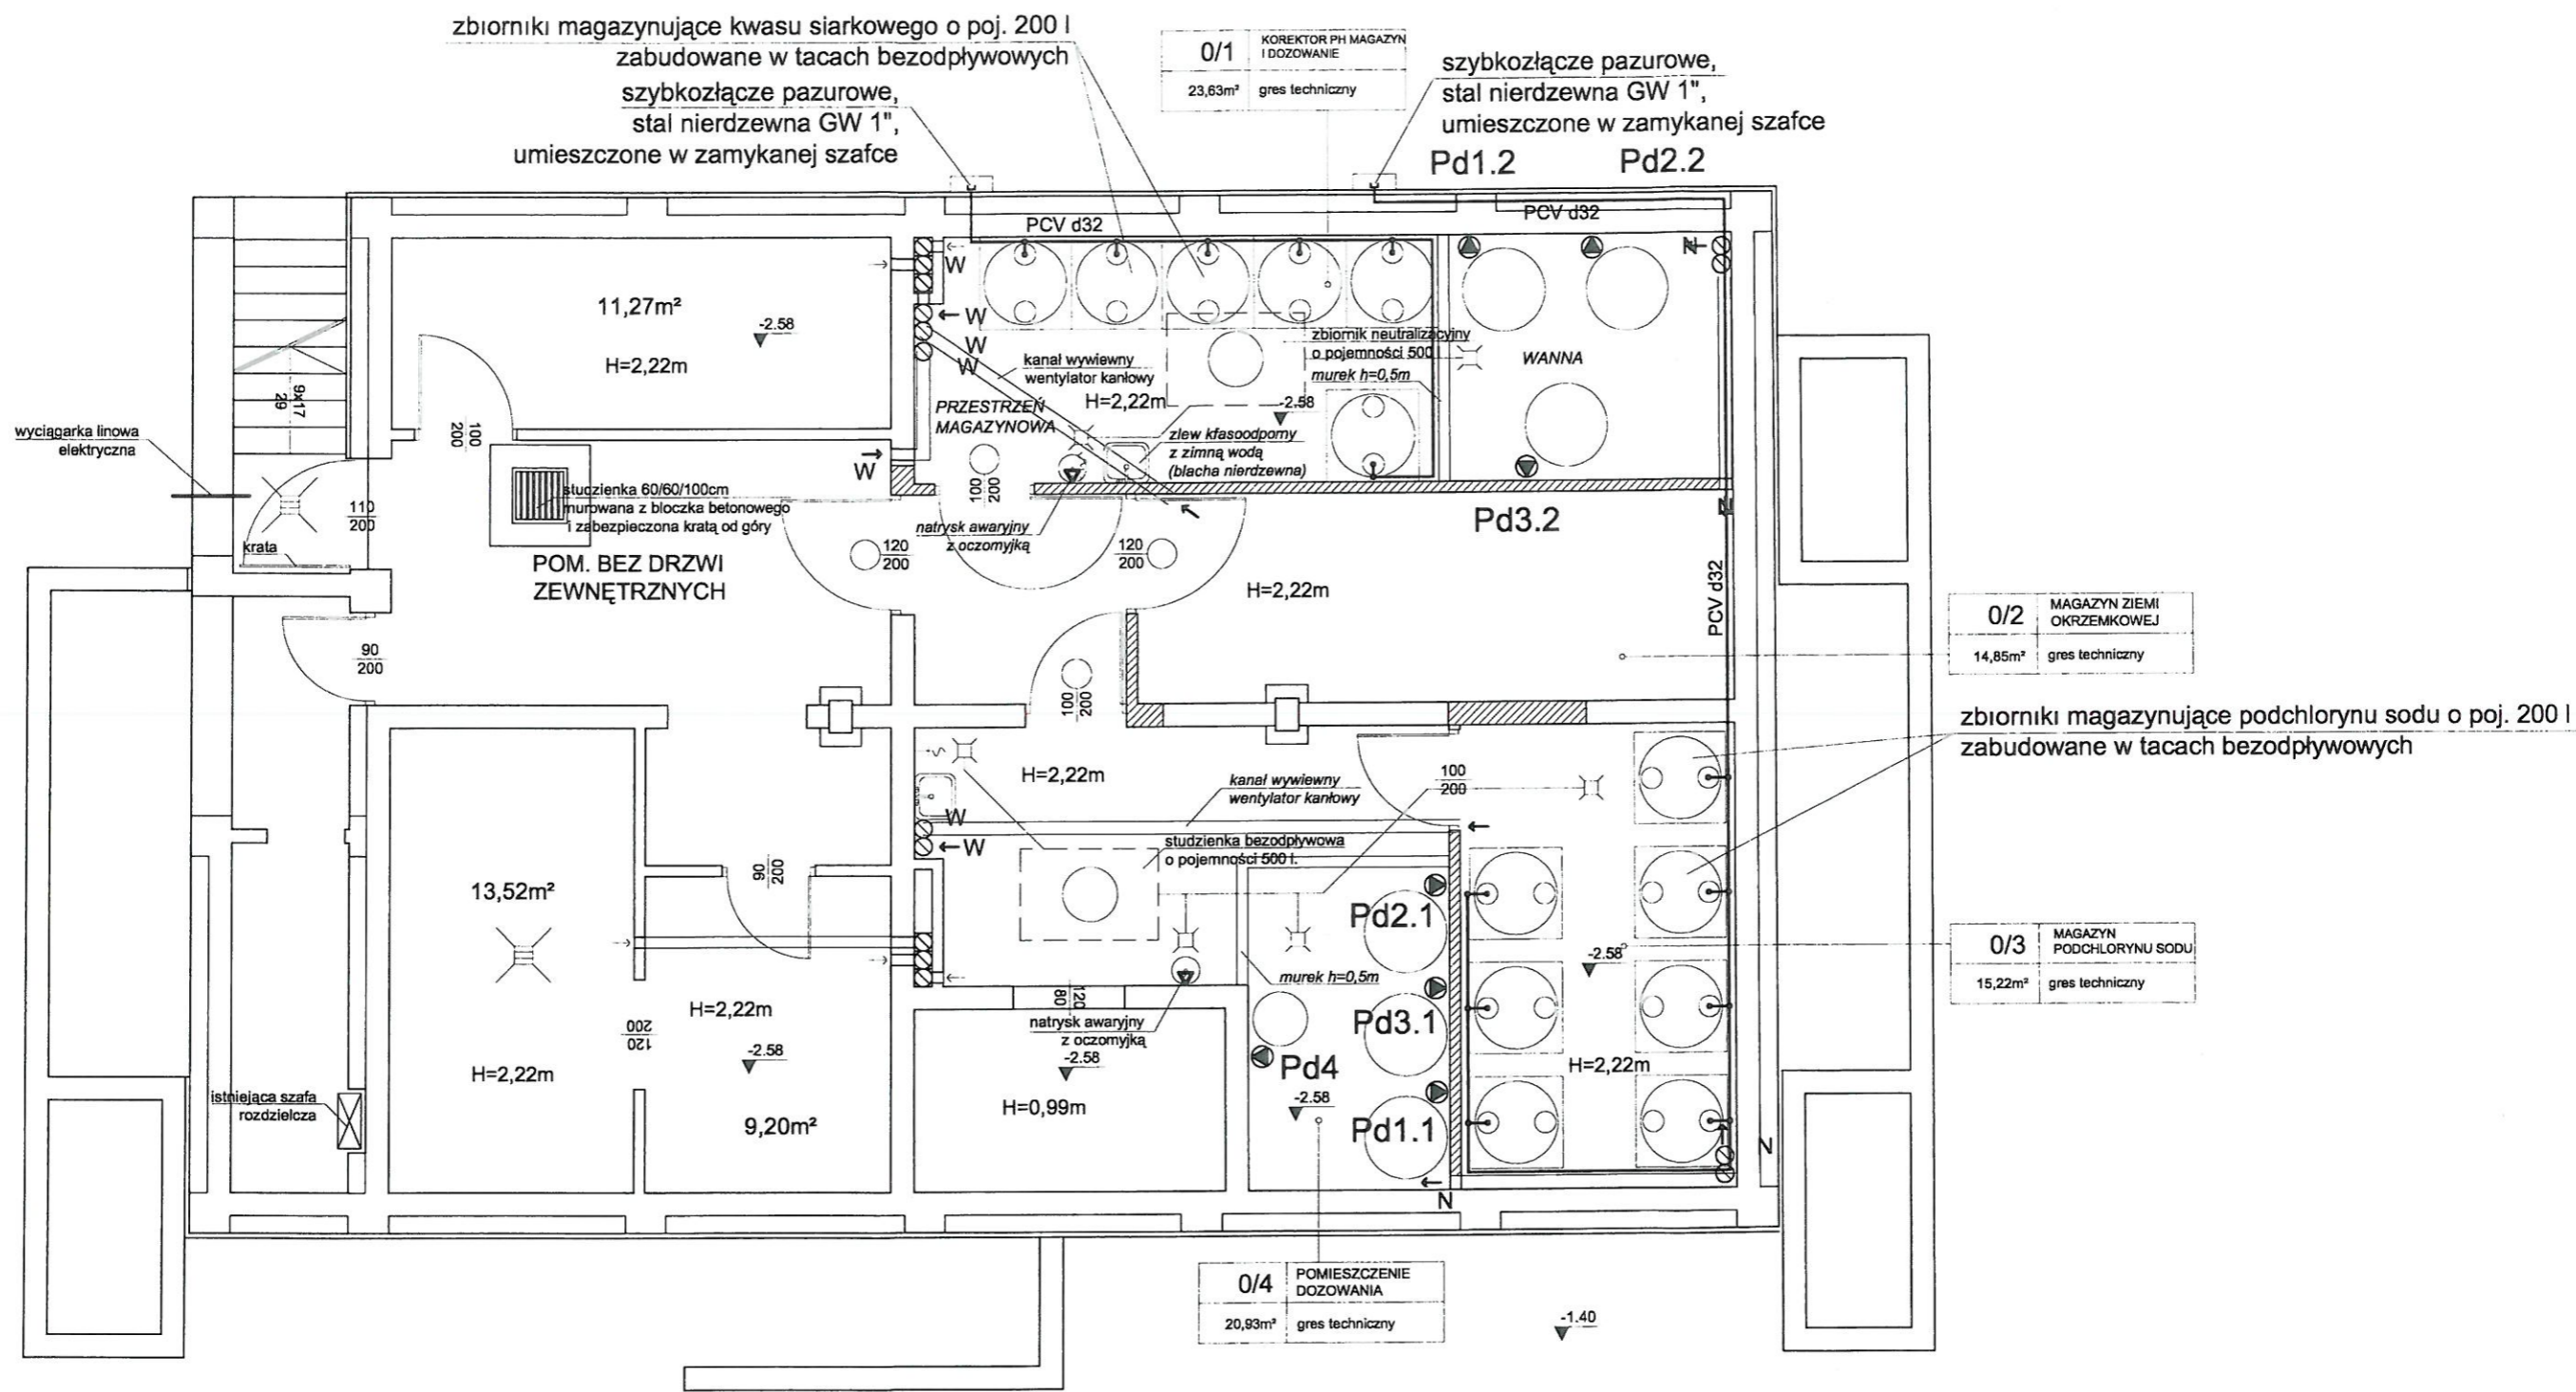 zbiorniki magazynujące kwasu siarkowego o poj. 200 l
zabudowane w tacach bezodpływowych
szybkozłącze pazurowe,
stal nierdzewna GW 1",
umieszczone w zamykanej szafce
0/1
KOREKTOR PH MAGAZYN
I DOZOWANIE
23,63m²
gres techniczny
szybkozłącze pazurowe,
stal nierdzewna GW 1",
umieszczone w zamykanej szafce
Pd1.2
Pd2.2
PCV d32
PCV d32
11,27m²
-2.58
H=2,22m
W
W
W
W
zbiornik neutralizacyjny
o pojemności 500 l
murek h=0,5m
WANNA
N
kanał wywiewny
wentylator kanłowy
H=2,22m
-2.58
PRZESTRZEŃ
MAGAZYNOWA
zlew kfasoodporny
z zimną wodą
(blacha nierdzewna)
9x17
29
wyciągarka linowa
elektryczna
100
200
W
studzienka 60/60/100cm
murowana z bloczka betonowego
i zabezpieczona kratą od góry
110
200
krata
100
200
natrysk awaryjny
z oczomyjką
Pd3.2
N
POM. BEZ DRZWI
ZEWNĘTRZNYCH
120
200
120
200
H=2,22m
PCV d32
0/2
MAGAZYN ZIEMI
OKRZEMKOWEJ
14,85m²
gres techniczny
90
200
100
200
zbiorniki magazynujące podchlorynu sodu o poj. 200 l
zabudowane w tacach bezodpływowych
H=2,22m
kanał wywiewny
wentylator kanłowy
100
200
W
W
studzienka bezodpływowa
o pojemności 500 l.
90
200
13,52m²
Pd2.1
0/3
MAGAZYN
PODCHLORYNU SODU
15,22m²
gres techniczny
-2.58
murek h=0,5m
120
80
H=2,22m
120
200
natrysk awaryjny
z oczomyjką
Pd3.1
-2.58
-2.58
Pd4
H=2,22m
H=2,22m
istniejąca szafa
rozdzielcza
H=0,99m
-2.58
9,20m²
Pd1.1
N
N
0/4
POMIESZCZENIE
DOZOWANIA
20,93m²
gres techniczny
-1.40